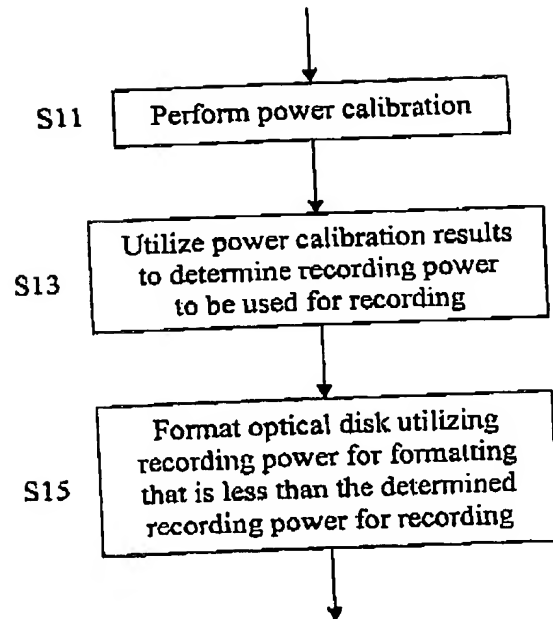 S11
Perform power calibration
S13
Utilize power calibration results
to determine recording power
to be used for recording
S15
Format optical disk utilizing
recording power for formatting
that is less than the determined
recording power for recording